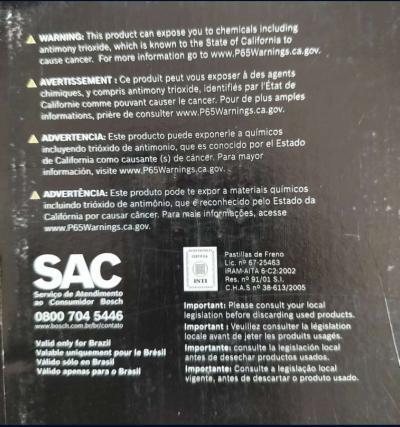 WARNING: This product can expose you to chemicals including
antimony trioxide, which is known to the State of California to
cause cancer. For more information go to www.P65Warnings.ca.gov.
AVERTISSEMENT : Ce produit peut vous exposer à des agents
chimiques, y compris antimony trioxide, identifiés par l'État de
Californie comme pouvant causer le cancer. Pour de plus amples
informations, prière de consulter www.P65Warnings.ca.gov.
ADVERTENCIA: Este producto puede exponerle a químicos
incluyendo trióxido de antimonio, que es conocido por el Estado
de California como causante (s) de cáncer. Para mayor
información, visite www.P65Warnings.ca.gov.
ADVERTÊNCIA: Este produto pode te expor a materiais químicos
incluindo trióxido de antimônio, que é reconhecido pelo Estado da
Califórnia por causar câncer. Para mais informações, acesse
www.P65Warnings.ca.gov.
SAC
Serviço de Atendimento
ao Consumidor Bosch
0800 704 5446
www.bosch.com.br/contato
Valid only for Brazil
Valable uniquement pour le Brésil
Válido sólo en Brasil
Válido apenas para o Brasil
INTI
Pastillas de Freno
Lic. nº 67-25463
IRAM-AITA 6-C2:2002
Res. nº 91/01 S.I.
C.H.A.S nº 38-613/2005
Important: Please consult your local
legislation before discarding used products.
Important : Veuillez consulter la législation
locale avant de jeter les produits usagés.
Importante: consulte la legislación local
antes de desechar productos usados.
Importante: Consulte a legislação local
vigente, antes de descartar o produto usado.